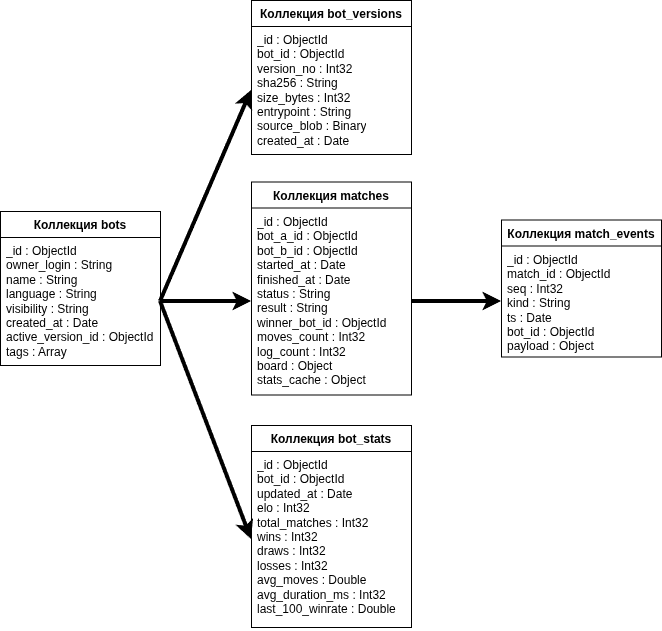 Коллекция bot_versions
_id : ObjectId
bot_id : ObjectId
version_no : Int32
sha256 : String
size_bytes : Int32
entrypoint : String
source_blob : Binary
created_at : Date
Коллекция bots
_id : ObjectId
owner_login : String
name : String
language : String
visibility : String
created_at : Date
active_version_id : ObjectId
tags : Array
Коллекция matches
_id : ObjectId
bot_a_id : ObjectId
bot_b_id : ObjectId
started_at : Date
finished_at : Date
status : String
result : String
winner_bot_id : ObjectId
moves_count : Int32
log_count : Int32
board : Object
stats_cache : Object
Коллекция match_events
_id : ObjectId
match_id : ObjectId
seq : Int32
kind : String
ts : Date
bot_id : ObjectId
payload : Object
Коллекция bot_stats
_id : ObjectId
bot_id : ObjectId
updated_at : Date
elo : Int32
total_matches : Int32
wins : Int32
draws : Int32
losses : Int32
avg_moves : Double
avg_duration_ms : Int32
last_100_winrate : Double